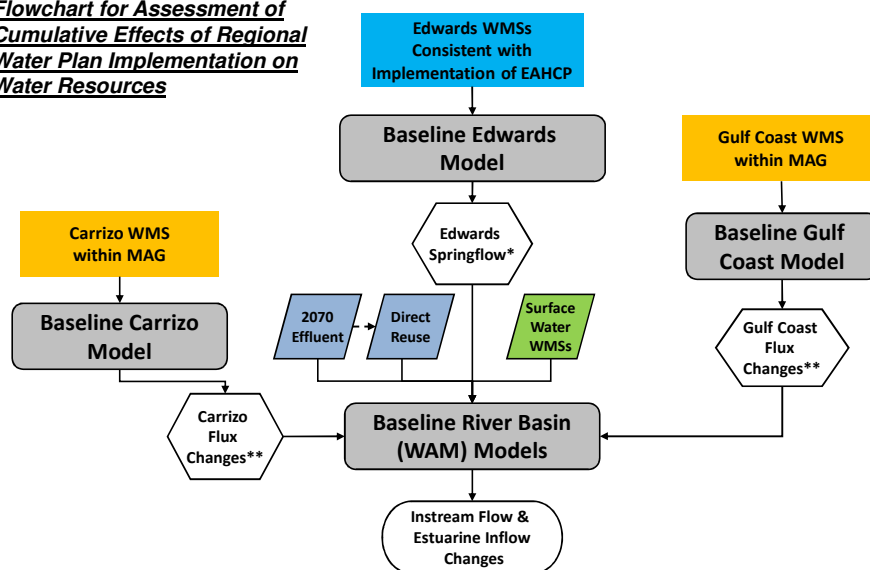 Flowchart for Assessment of
Cumulative Effects of Regional
Water Plan Implementation on
Water Resources
Edwards WMSs
Consistent with
Implementation of EAHCP
Baseline Edwards
Model
Gulf Coast WMS
within MAG
Edwards
Springflow*
Carrizo WMS
within MAG
Baseline Gulf
Coast Model
2070
Effluent
Direct
Reuse
Surface
Water
WMSs
Baseline Carrizo
Model
Gulf Coast
Flux
Changes**
Carrizo
Flux
Changes**
Baseline River Basin
(WAM) Models
Instream Flow &
Estuarine Inflow
Changes